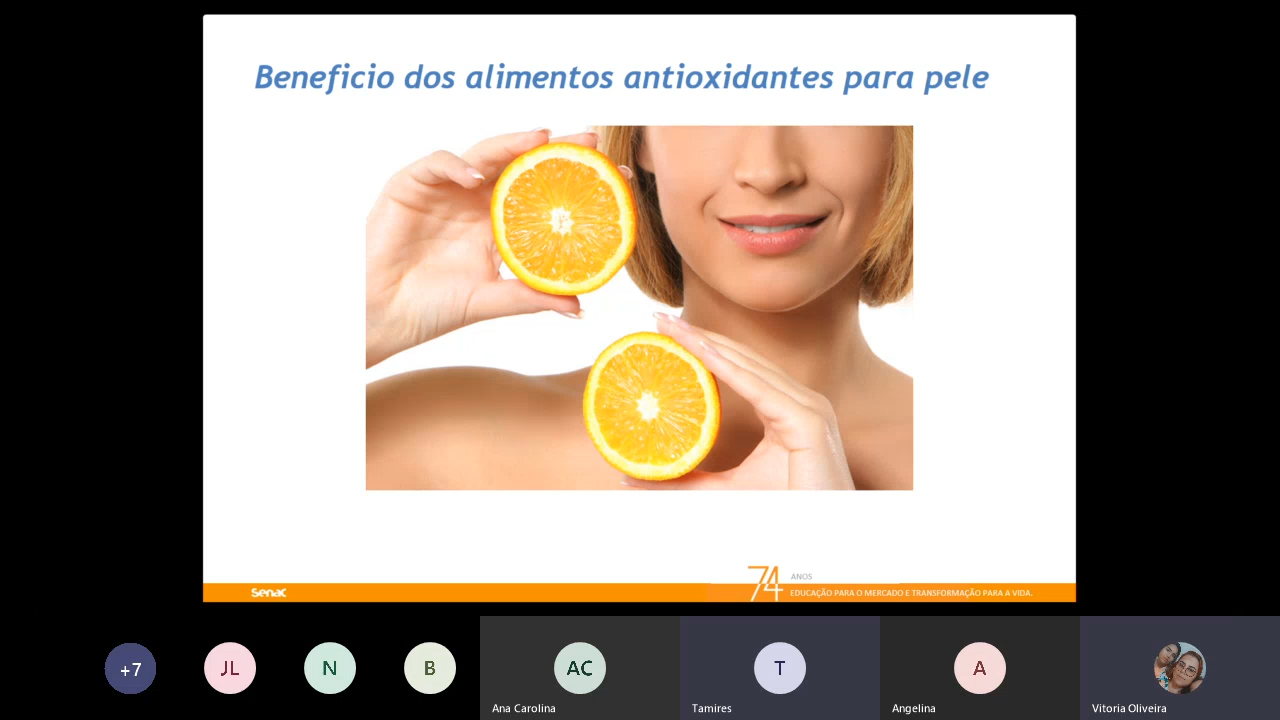 Beneficio dos alimentos antioxidantes para pele
74 ANOS
senac
EDUCAÇÃO PARA O MERCADO E TRANSFORMAÇÃO PARA A VIDA.
+7
JL
N
B
AC
T
A
Ana Carolina
Tamires
Angelina
Vitoria Oliveira